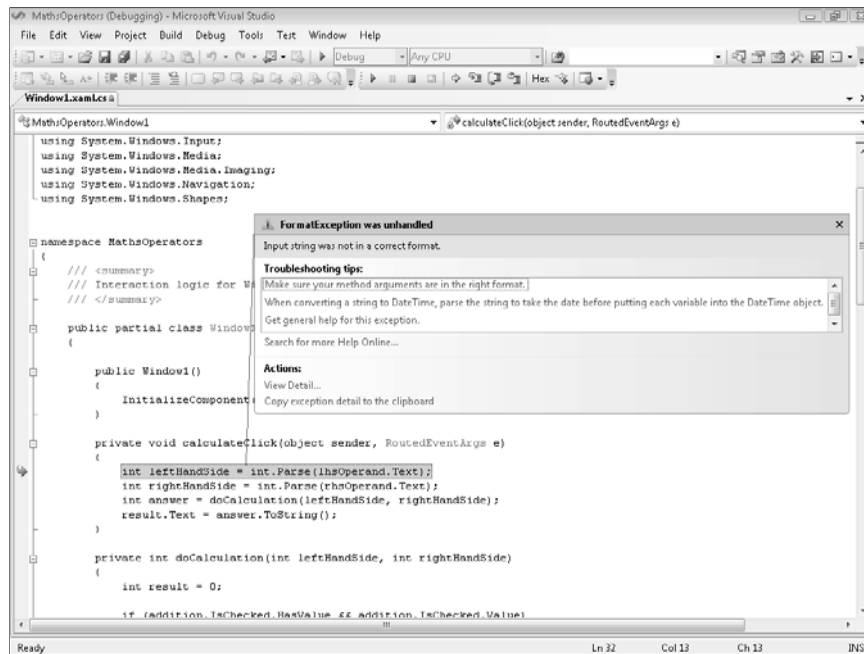 MathsOperators (Debugging) - Microsoft Visual Studio
File Edit View Project Build Debug Tools Test Window Help
Debug Any CPU
Hex
Window1.xaml.cs
MathsOperators.Window1 calculateClick(object sender, RoutedEventArgs e)
using System.Windows.Input;
using System.Windows.Media;
using System.Windows.Media.Imaging;
using System.Windows.Navigation;
using System.Windows.Shapes;
namespace MathsOperators
{
/// <summary>
/// Interaction logic for
/// </summary>
public partial class Window
{
public Window1()
{
InitializeComponent
}
private void calculateClick(object sender, RoutedEventArgs e)
{
int leftHandSide = int.Parse(lhsOperand.Text);
int rightHandSide = int.Parse(rhsOperand.Text);
int answer = doCalculation(leftHandSide, rightHandSide);
result.Text = answer.ToString();
}
private int doCalculation(int leftHandSide, int rightHandSide)
{
int result = 0;
if (addition.IsChecked.HasValue && addition.IsChecked.Value)
FormatException was unhandled
Input string was not in a correct format.
Troubleshooting tips:
Make sure your method arguments are in the right format.
When converting a string to DateTime, parse the string to take the date before putting each variable into the DateTime object.
Get general help for this exception.
Search for more Help Online...
Actions:
View Detail...
Copy exception detail to the clipboard
Ready Ln 32 Col 13 Ch 13 INS